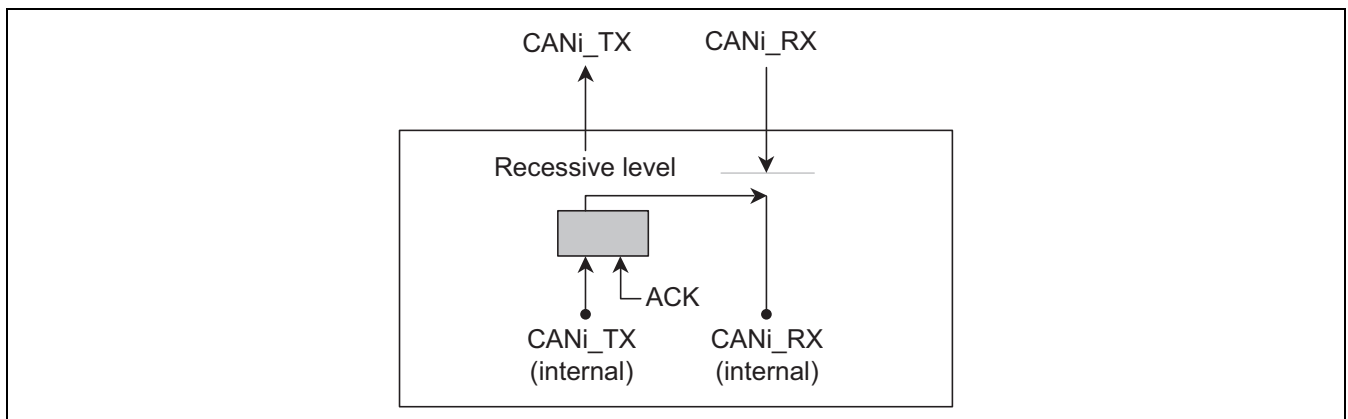 CANi_TX
CANi_RX
Recessive level
ACK
CANi_TX
(internal)
CANi_RX
(internal)